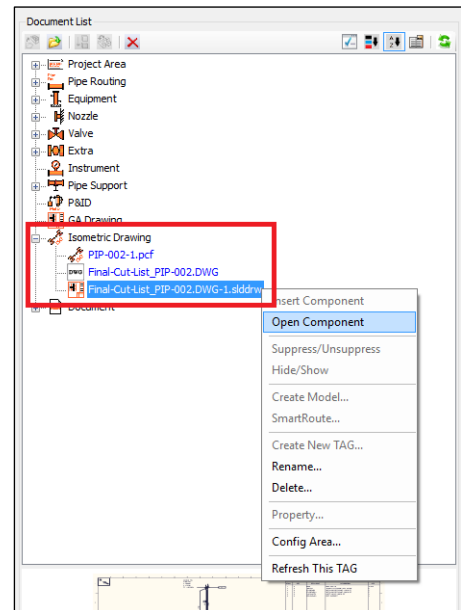 Document List
Project Area
Pipe Routing
Equipment
Nozzle
Valve
Extra
Instrument
Pipe Support
P&ID
GA Drawing
Isometric Drawing
PIP-002-1.pcf
DWG Final-Cut-List_PIP-002.DWG
Final-Cut-List_PIP-002.DWG-1.slddrw
Document
Insert Component
Open Component
Suppress/Unsuppress
Hide/Show
Create Model...
SmartRoute...
Create New TAG...
Rename...
Delete...
Property...
Config Area...
Refresh This TAG